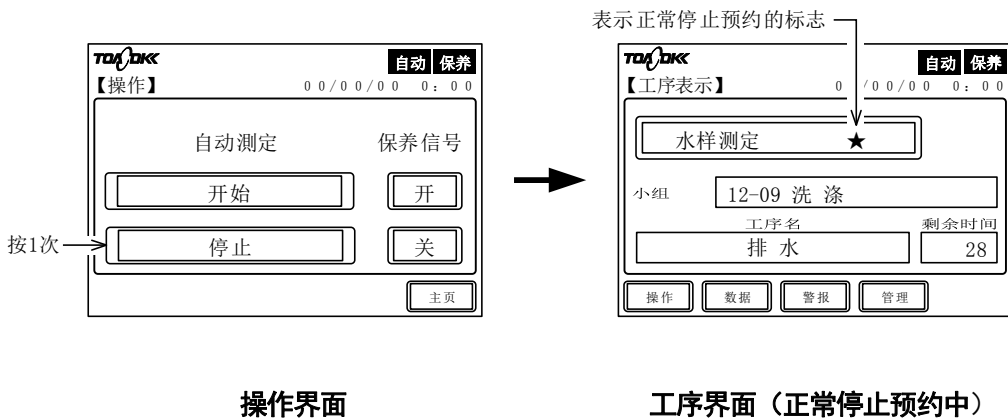 表示正常停止预约的标志
TOADKK
自动 保养
【操作】
00/00/00 0:00
自动測定 保养信号
开始
开
按1次
停止
关
主页
操作界面
TOADKK
自动 保养
【工序表示】
0 /00/00 0:00
水样测定 ★
小组
12-09 洗 涤
工序名
剩余时间
排 水
28
操作
数据
警报
管理
工序界面（正常停止预约中）